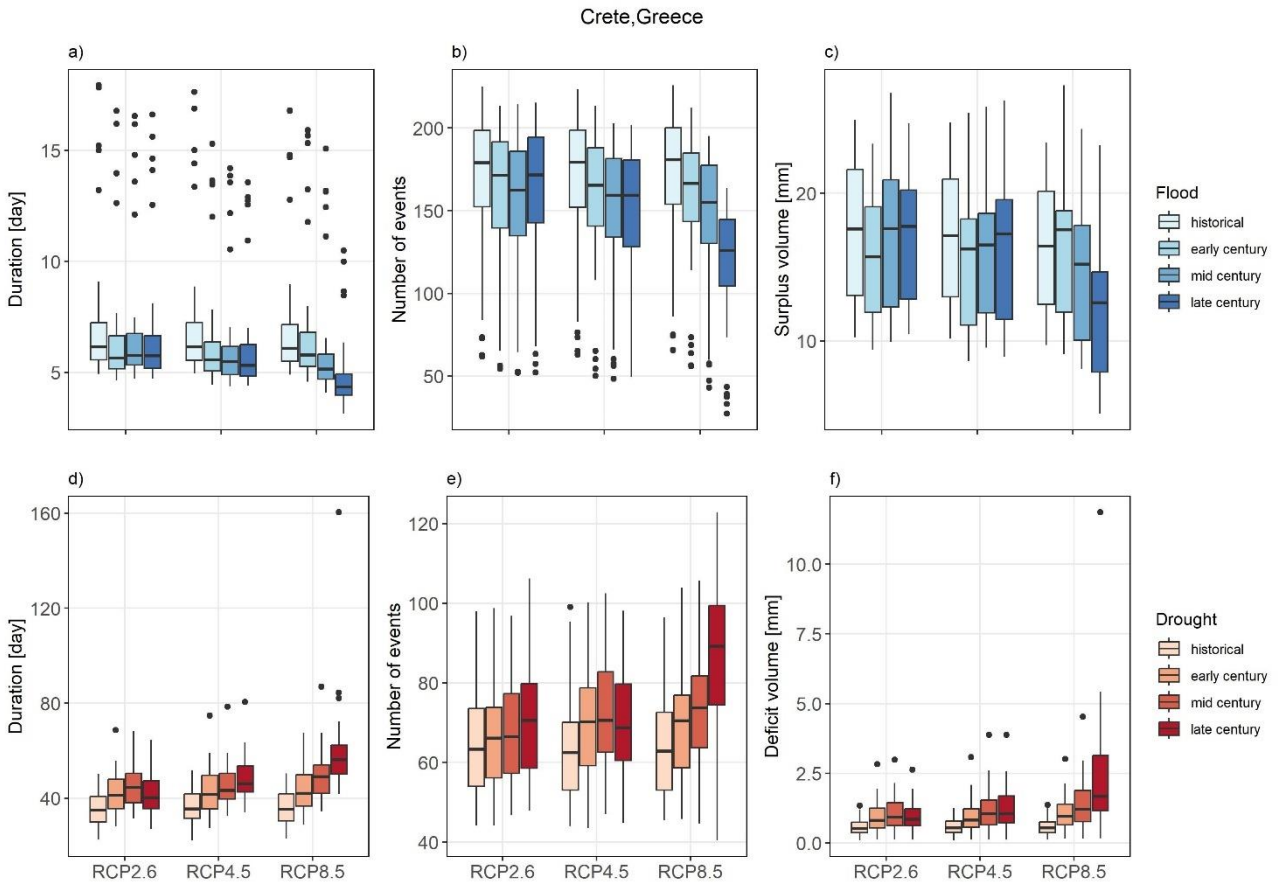 Crete,Greece
a)
b)
c)
Duration [day]
15
10
5
Number of events
200
150
100
50
Surplus volume [mm]
20
10
Flood
historical
early century
mid century
late century
d)
e)
f)
Duration [day]
160
120
80
40
Number of events
120
100
80
60
40
Deficit volume [mm]
10.0
7.5
5.0
2.5
0.0
Drought
historical
early century
mid century
late century
RCP2.6 RCP4.5 RCP8.5
RCP2.6 RCP4.5 RCP8.5
RCP2.6 RCP4.5 RCP8.5